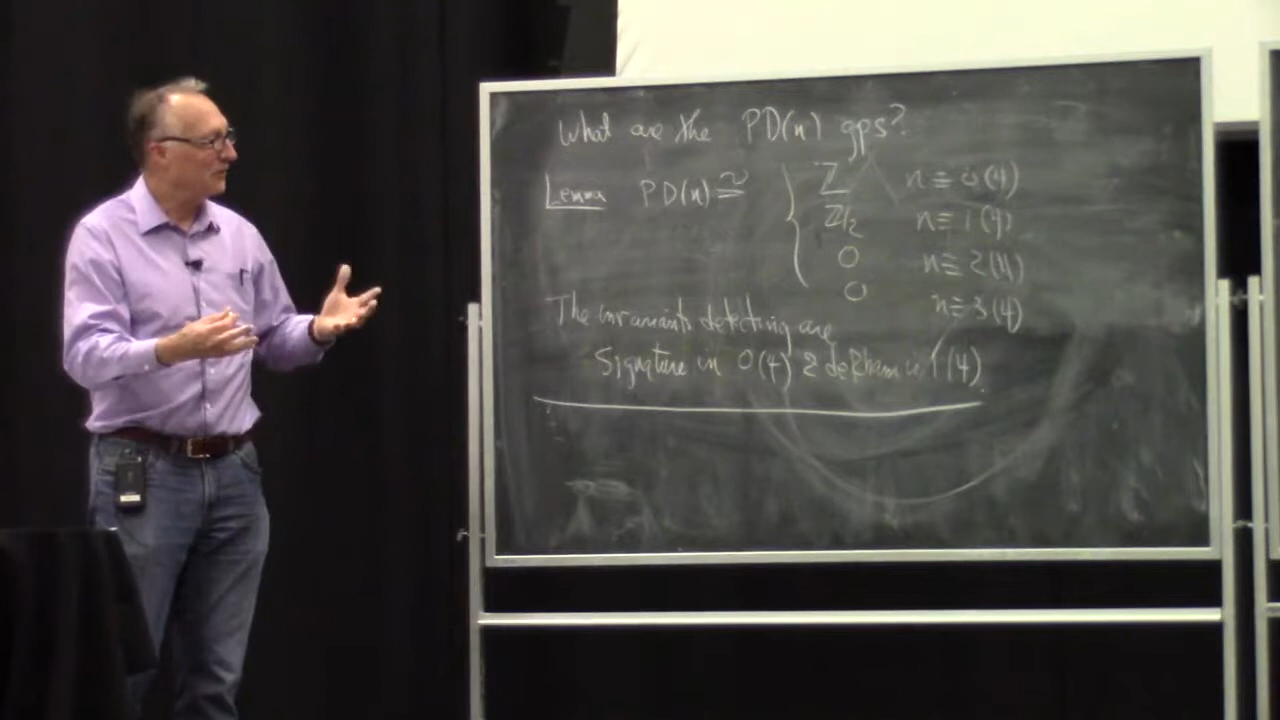 What are the PD(n) gps?
Lemma PD(n) ≅ { ℤ n ≡ 0(4)
ℤ/2 n ≡ 1(4)
0 n ≡ 2(4)
0 n ≡ 3(4)
The invariants detecting are
Signature in 0(4) & deRham in 1(4).